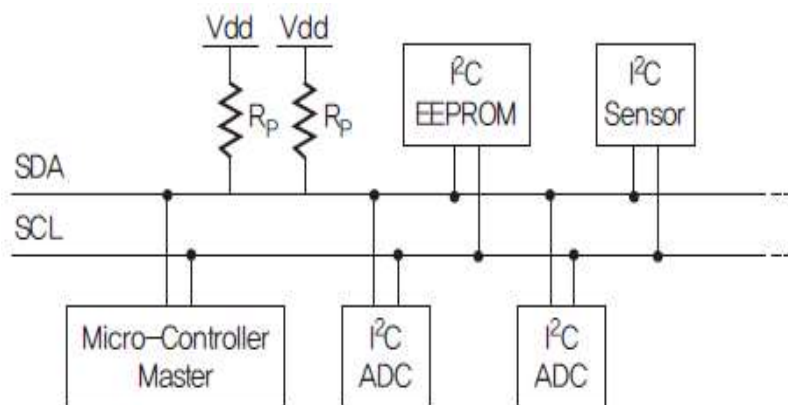 Vdd Vdd
R_P R_P
I²C
EEPROM
I²C
Sensor
SDA
SCL
Micro-Controller
Master
I²C
ADC
I²C
ADC